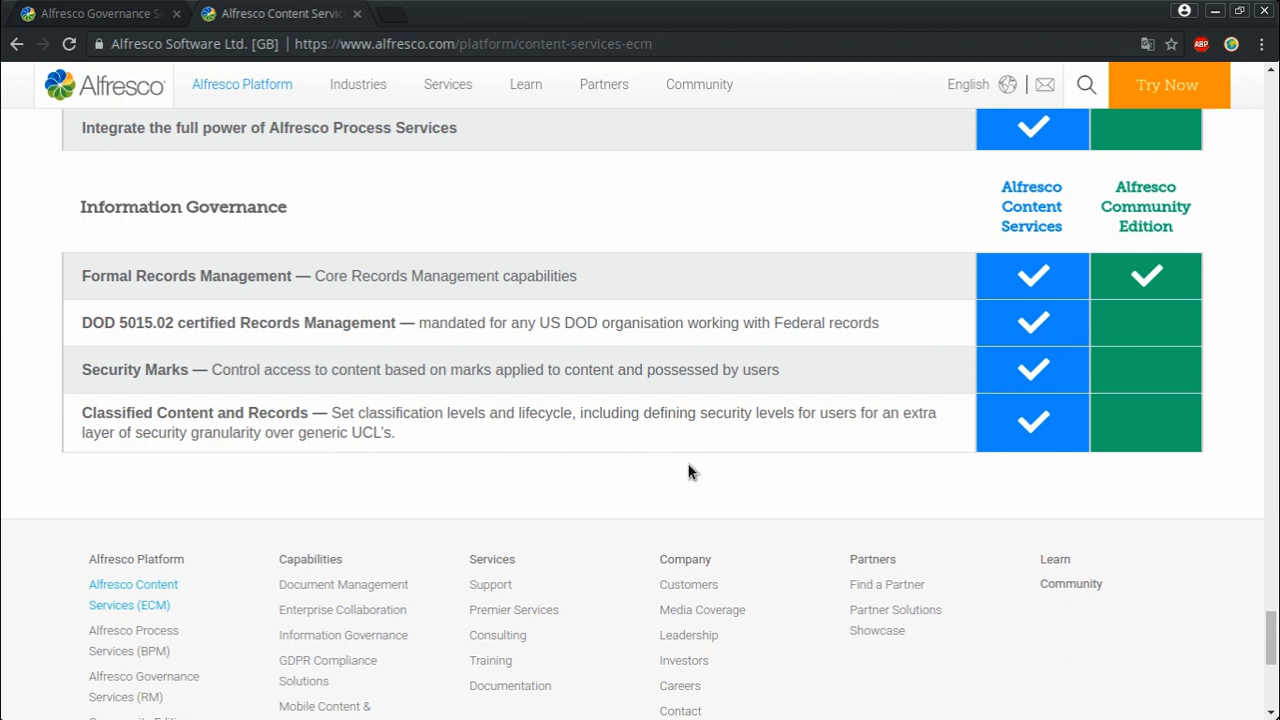 Alfresco Governance S
Alfresco Content Servic
Alfresco Software Ltd. [GB] | https://www.alfresco.com/platform/content-services-ecm
ABP
Alfresco
Alfresco Platform
Industries
Services
Learn
Partners
Community
English
Try Now
Integrate the full power of Alfresco Process Services
Information Governance
Alfresco
Content
Services
Alfresco
Community
Edition
Formal Records Management — Core Records Management capabilities
DOD 5015.02 certified Records Management — mandated for any US DOD organisation working with Federal records
Security Marks — Control access to content based on marks applied to content and possessed by users
Classified Content and Records — Set classification levels and lifecycle, including defining security levels for users for an extra
layer of security granularity over generic UCL's.
Alfresco Platform
Alfresco Content
Services (ECM)
Alfresco Process
Services (BPM)
Alfresco Governance
Services (RM)
Capabilities
Document Management
Enterprise Collaboration
Information Governance
GDPR Compliance
Solutions
Mobile Content &
Services
Support
Premier Services
Consulting
Training
Documentation
Company
Customers
Media Coverage
Leadership
Investors
Careers
Contact
Partners
Find a Partner
Partner Solutions
Showcase
Learn
Community